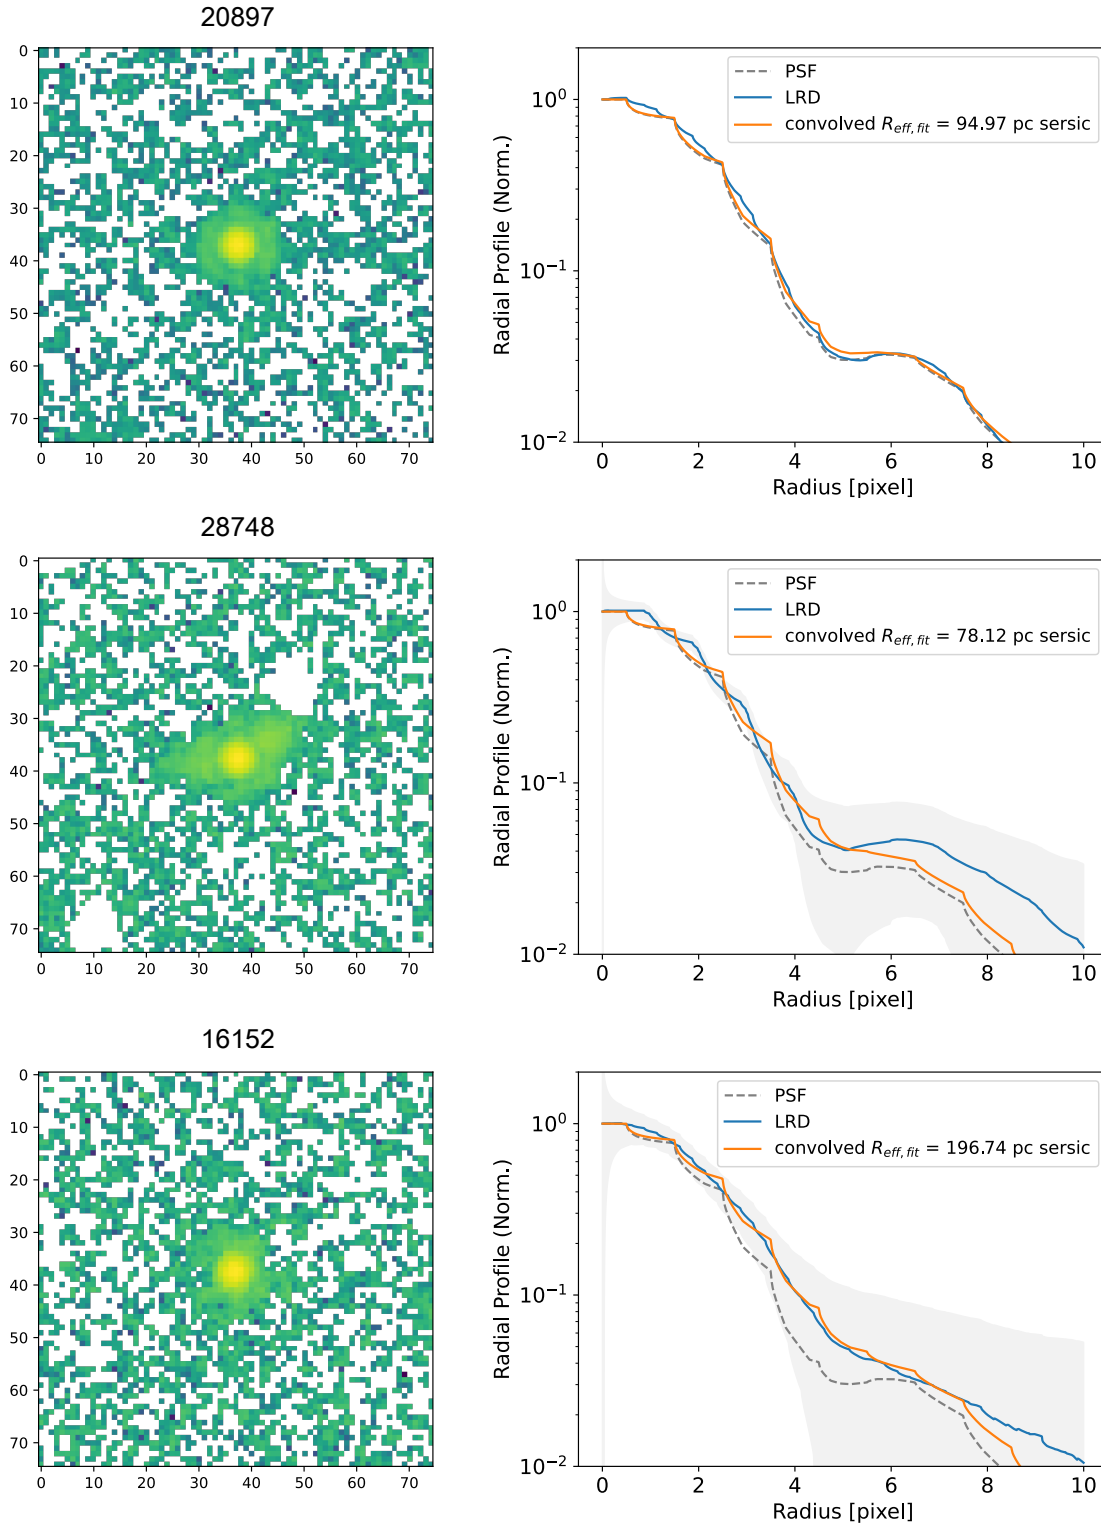 20897
0
10
20
30
40
50
60
70
0 10 20 30 40 50 60 70
Radial Profile (Norm.)
10^0
10^-1
10^-2
PSF
LRD
convolved R_eff,fit = 94.97 pc sersic
0 2 4 6 8 10
Radius [pixel]
28748
0
10
20
30
40
50
60
70
0 10 20 30 40 50 60 70
Radial Profile (Norm.)
10^0
10^-1
10^-2
PSF
LRD
convolved R_eff,fit = 78.12 pc sersic
0 2 4 6 8 10
Radius [pixel]
16152
0
10
20
30
40
50
60
70
0 10 20 30 40 50 60 70
Radial Profile (Norm.)
10^0
10^-1
10^-2
PSF
LRD
convolved R_eff,fit = 196.74 pc sersic
0 2 4 6 8 10
Radius [pixel]